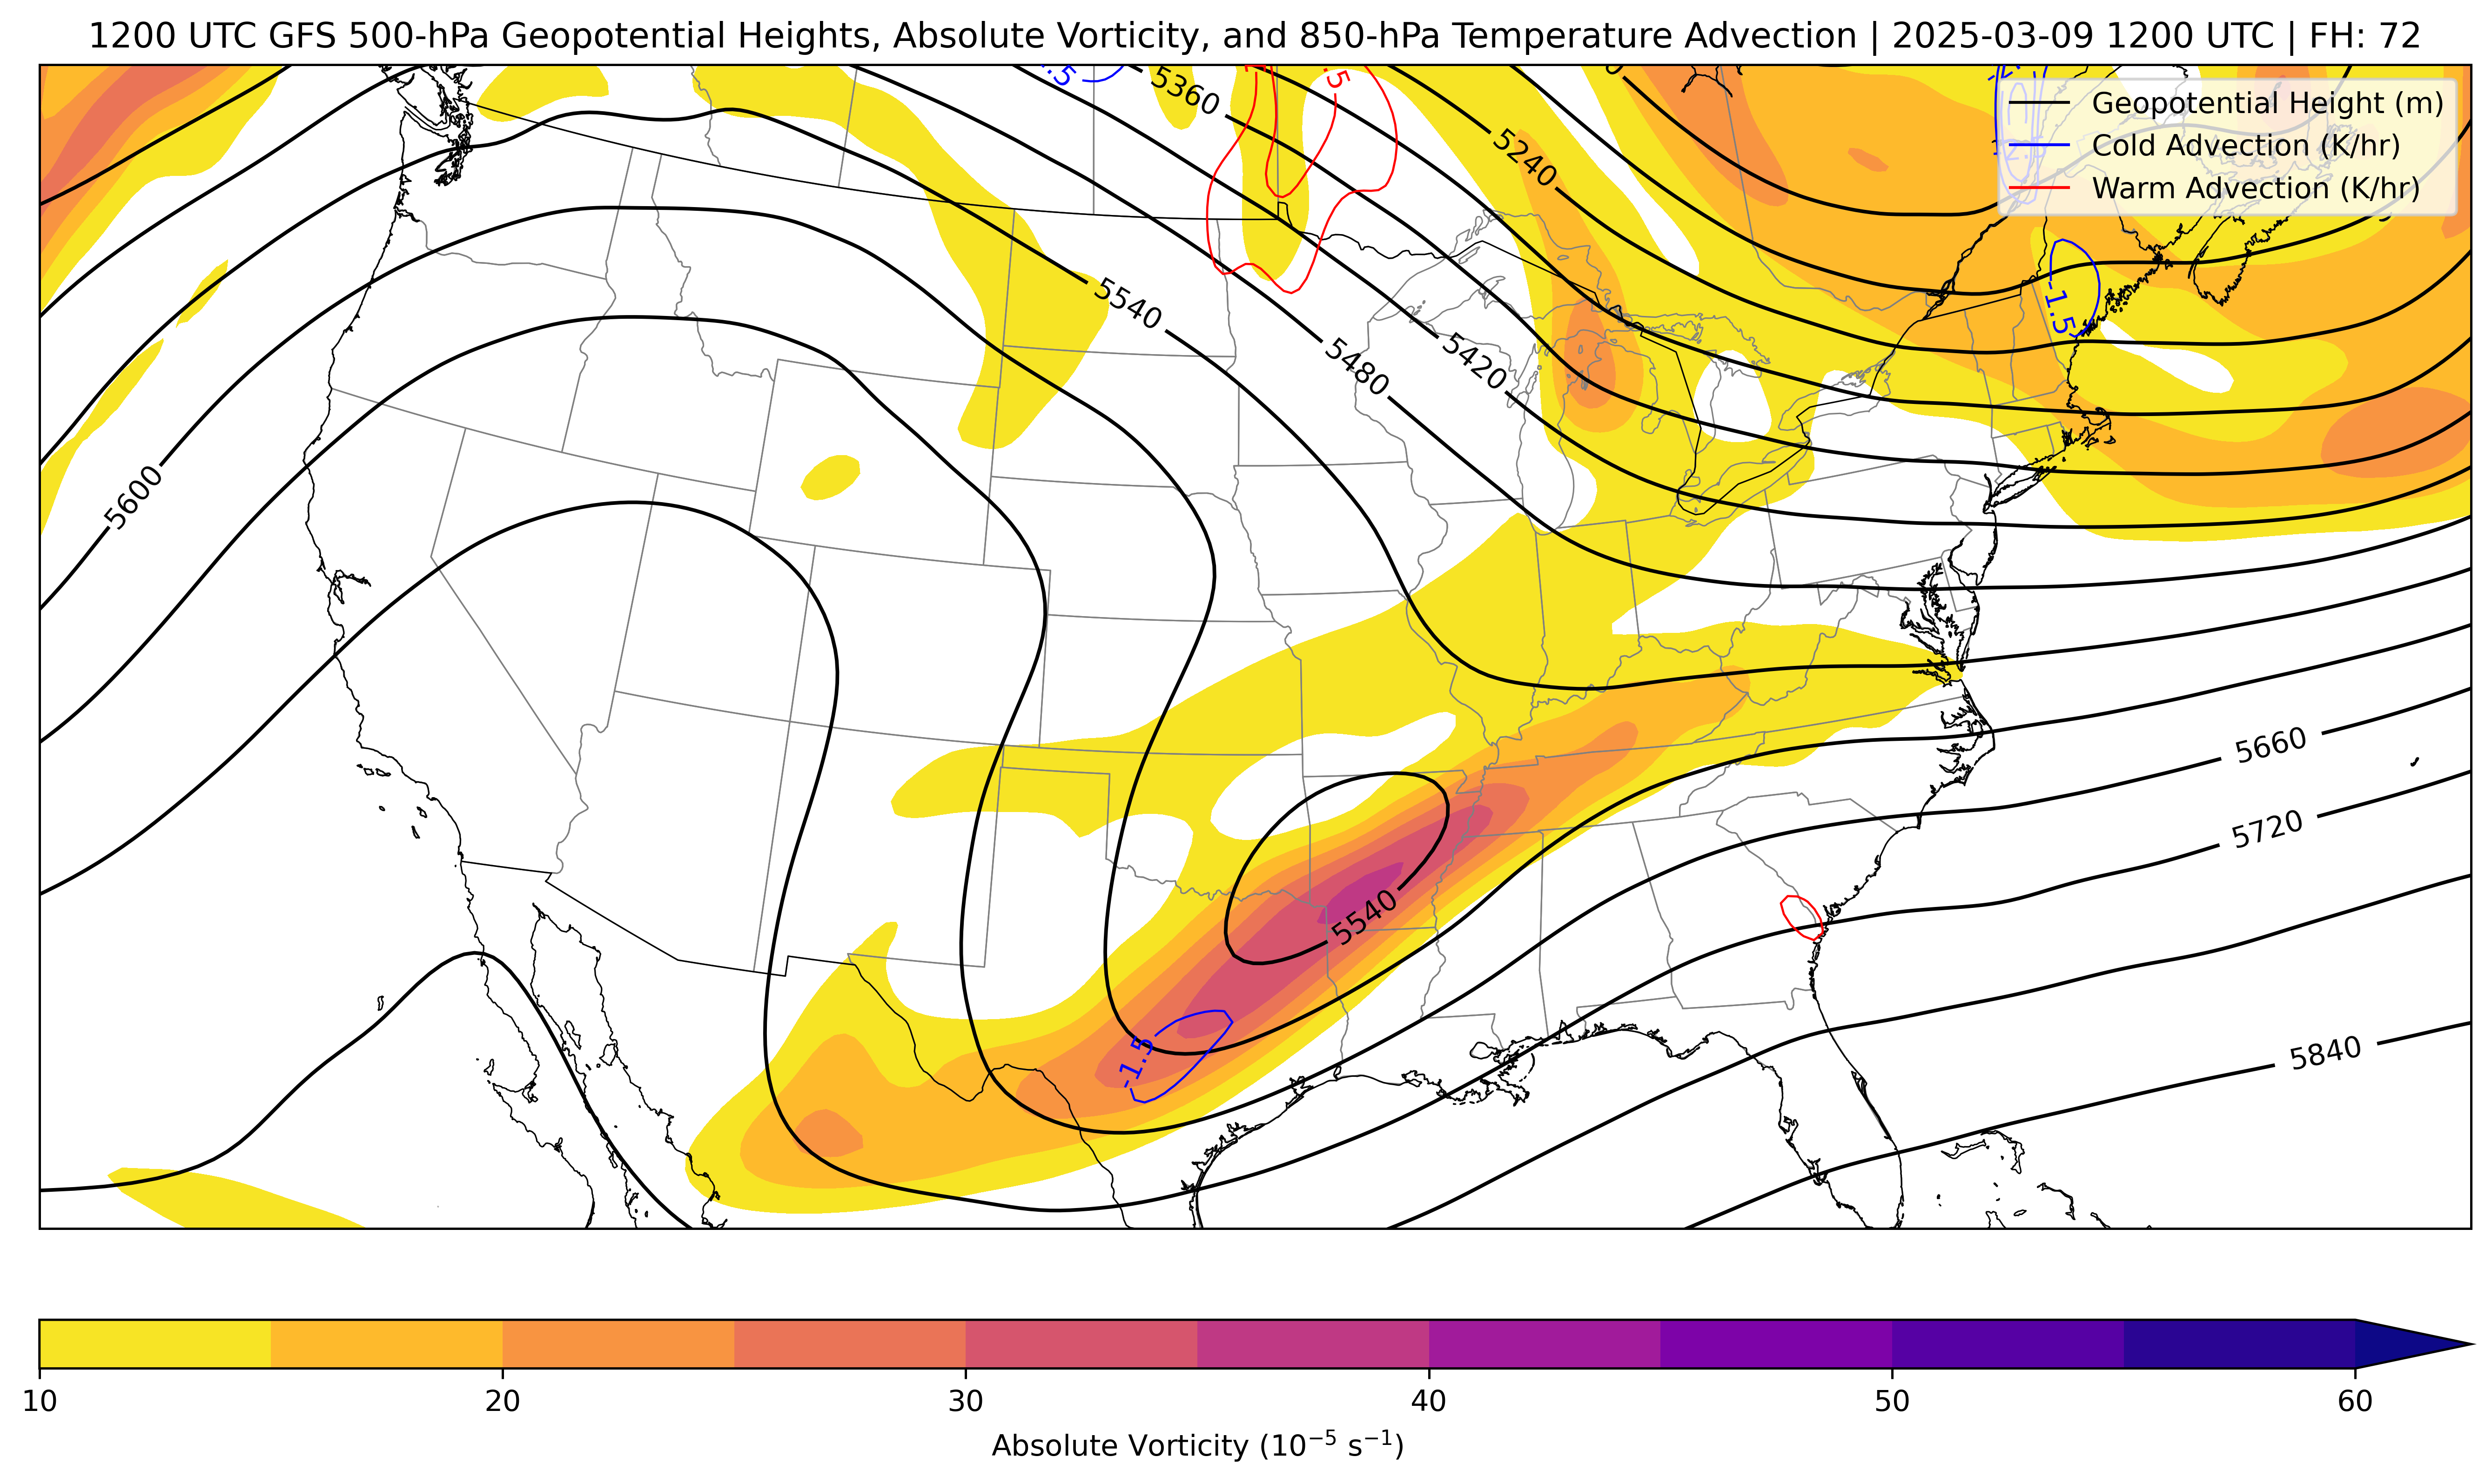 1200 UTC GFS 500-hPa Geopotential Heights, Absolute Vorticity, and 850-hPa Temperature Advection | 2025-03-09 1200 UTC | FH: 72
Geopotential Height (m)
Cold Advection (K/hr)
Warm Advection (K/hr)
5360
5240
5540
5480
5420
5600
-1.5
5660
5720
5540
5840
-1.5
10 20 30 40 50 60
Absolute Vorticity (10⁻⁵ s⁻¹)